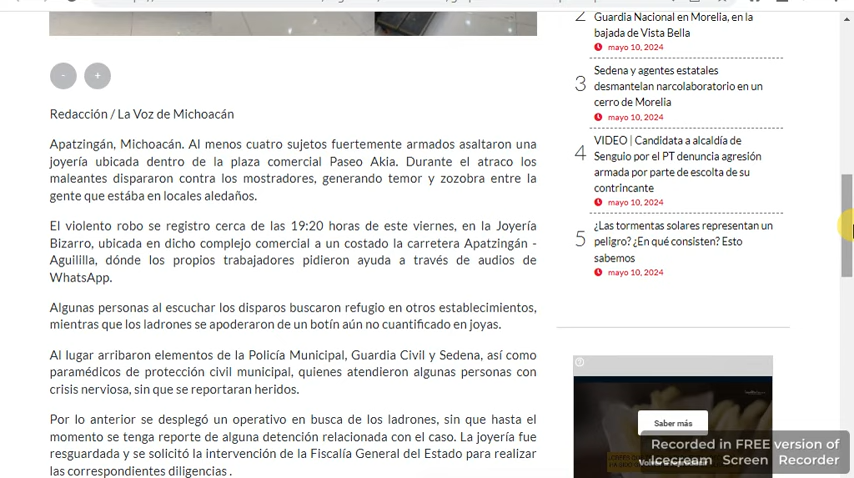 -
+
Redacción / La Voz de Michoacán
Apatzingán, Michoacán. Al menos cuatro sujetos fuertemente armados asaltaron una
joyería ubicada dentro de la plaza comercial Paseo Akia. Durante el atraco los
maleantes dispararon contra los mostradores, generando temor y zozobra entre la
gente que estába en locales aledaños.
El violento robo se registro cerca de las 19:20 horas de este viernes, en la Joyería
Bizarro, ubicada en dicho complejo comercial a un costado la carretera Apatzingán -
Aguililla, dónde los propios trabajadores pidieron ayuda a través de audios de
WhatsApp.
Algunas personas al escuchar los disparos buscaron refugio en otros establecimientos,
mientras que los ladrones se apoderaron de un botín aún no cuantificado en joyas.
Al lugar arribaron elementos de la Policía Municipal, Guardia Civil y Sedena, así como
paramédicos de protección civil municipal, quienes atendieron algunas personas con
crisis nerviosa, sin que se reportaran heridos.
Por lo anterior se desplegó un operativo en busca de los ladrones, sin que hasta el
momento se tenga reporte de alguna detención relacionada con el caso. La joyería fue
resguardada y se solicitó la intervención de la Fiscalía General del Estado para realizar
las correspondientes diligencias .
2
Guardia Nacional en Morelia, en la
bajada de Vista Bella
mayo 10, 2024
3
Sedena y agentes estatales
desmantelan narcolaboratorio en un
cerro de Morelia
mayo 10, 2024
4
VIDEO | Candidata a alcaldía de
Senguio por el PT denuncia agresión
armada por parte de escolta de su
contrincante
mayo 10, 2024
5
¿Las tormentas solares representan un
peligro? ¿En qué consisten? Esto
sabemos
mayo 10, 2024
Saber más
Recorded in FREE version of
Icecream Screen Recorder